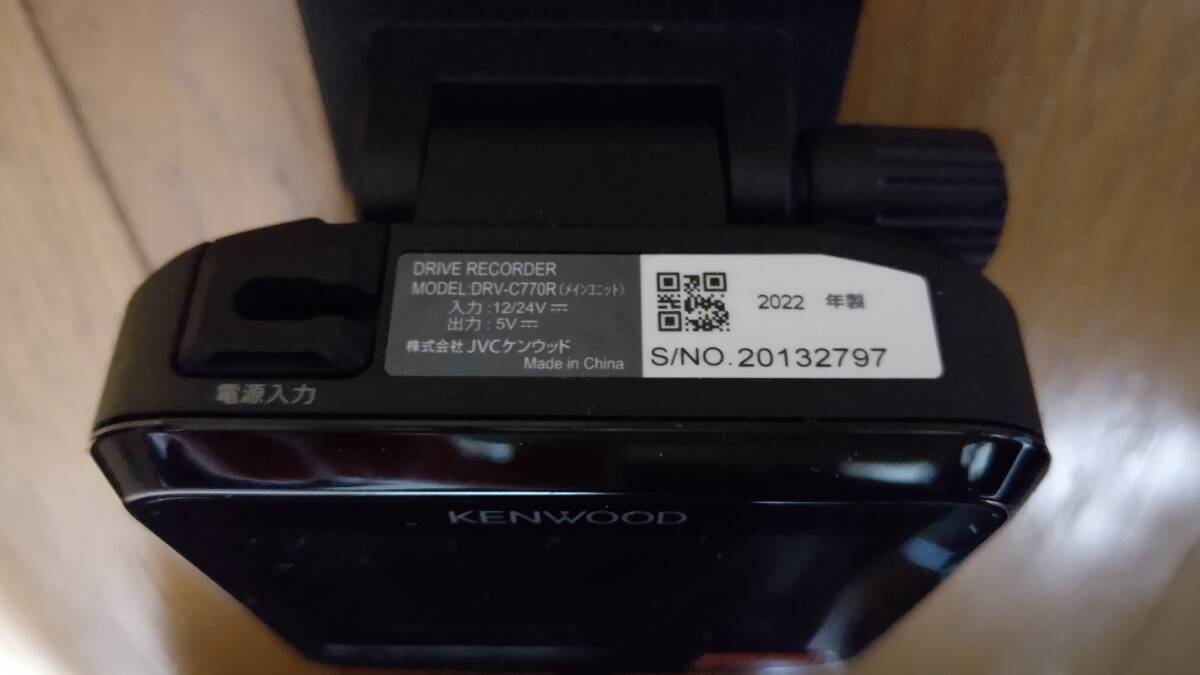 DRIVE RECORDER
MODEL:DRV-C770R(メインユニット)
入力:12/24V⎓
出力:5V⎓
株式会社 JVCケンウッド
Made in China
2022 年製
S/NO. 20132797
電源入力
KENWOOD